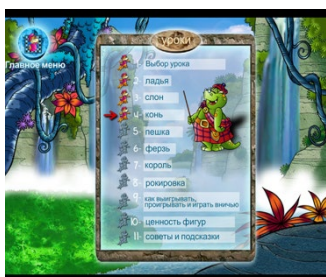 уроки
Главное меню
1- Выбор урока
2- ладья
3- слон
4- конь
5- пешка
6- ферзь
7- король
8- рокировка
9- как выигрывать,
проигрывать и играть вничью
10- ценность фигур
11- советы и подсказки